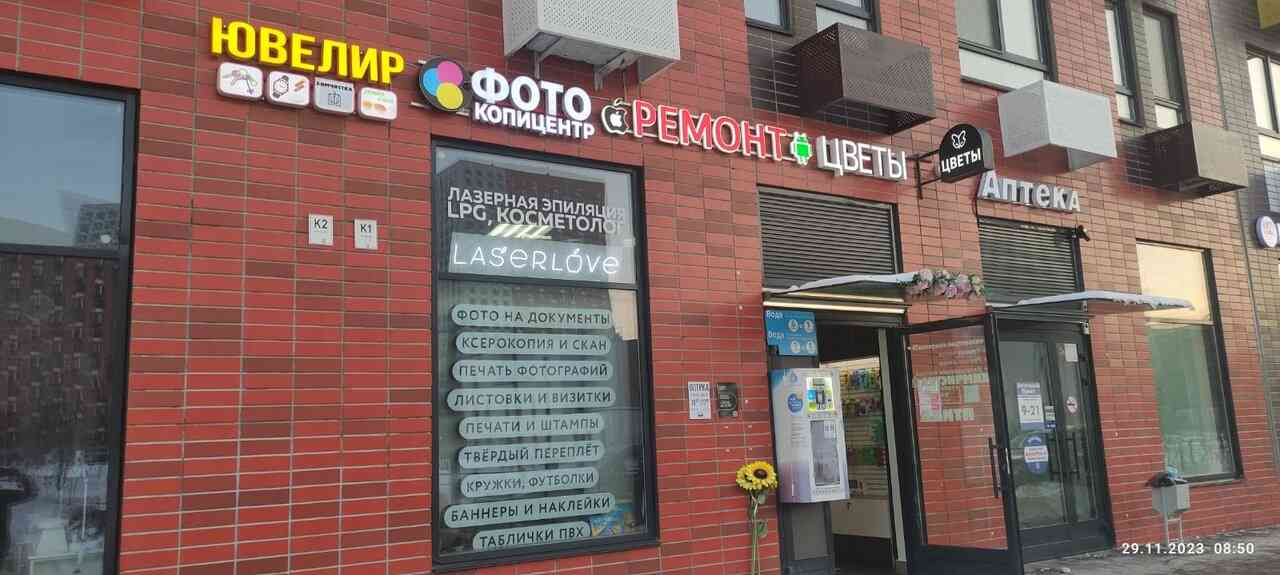 ЮВЕЛИР
ФОТО
КОПИЦЕНТР
РЕМОНТ
ЦВЕТЫ
ЦВЕТЫ
Аптека
K2
K1
ЛАЗЕРНАЯ ЭПИЛЯЦИЯ
LPG, КОСМЕТОЛОГ
LASERLOVE
ФОТО НА ДОКУМЕНТЫ
КСЕРОКОПИЯ И СКАН
ПЕЧАТЬ ФОТОГРАФИЙ
ЛИСТОВКИ И ВИЗИТКИ
ПЕЧАТИ И ШТАМПЫ
ТВЁРДЫЙ ПЕРЕПЛЁТ
КРУЖКИ, ФУТБОЛКИ
БАННЕРЫ И НАКЛЕЙКИ
ТАБЛИЧКИ ПВХ
Вода
Вода
9-21
29.11.2023 08:50